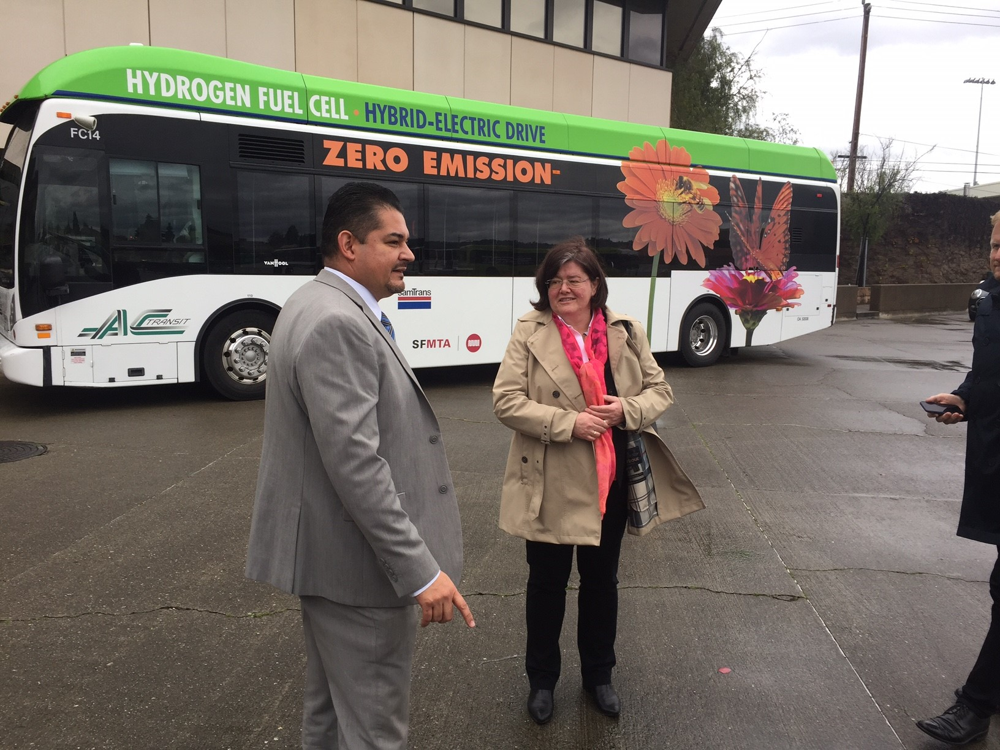 HYDROGEN FUEL CELL • HYBRID-ELECTRIC DRIVE
FC14
ZERO EMISSION
VANHOOL
samTrans
AC TRANSIT
SFMTA